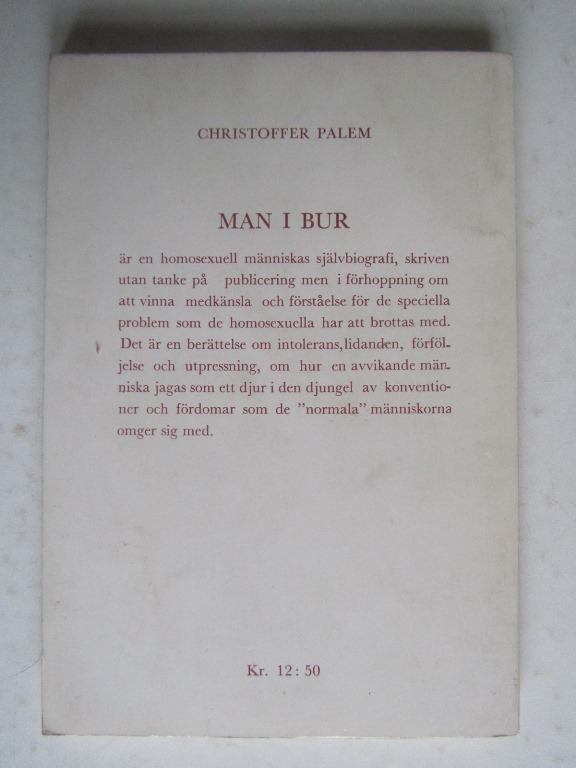 CHRISTOFFER PALEM
MAN I BUR
är en homosexuell människas självbiografi, skriven
utan tanke på publicering men i förhoppning om
att vinna medkänsla och förståelse för de speciella
problem som de homosexuella har att brottas med.
Det är en berättelse om intolerans,lidanden, förföl-
jelse och utpressning, om hur en avvikande män-
niska jagas som ett djur i den djungel av konventio-
ner och fördomar som de ”normala” människorna
omger sig med.
Kr. 12: 50